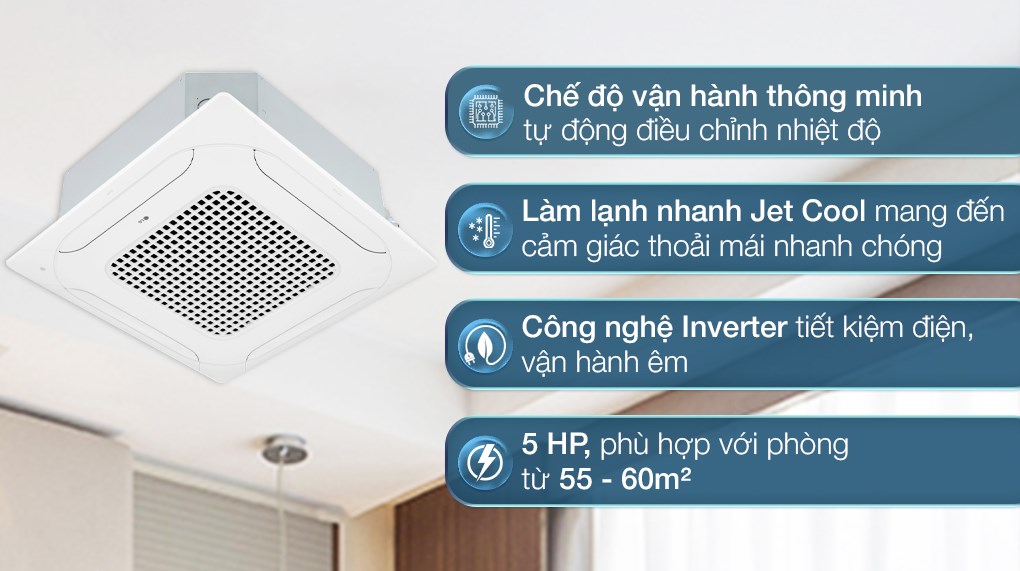 Chế độ vận hành thông minh
tự động điều chỉnh nhiệt độ
Làm lạnh nhanh Jet Cool mang đến
cảm giác thoải mái nhanh chóng
Công nghệ Inverter tiết kiệm điện,
vận hành êm
5 HP, phù hợp với phòng
từ 55 - 60m²